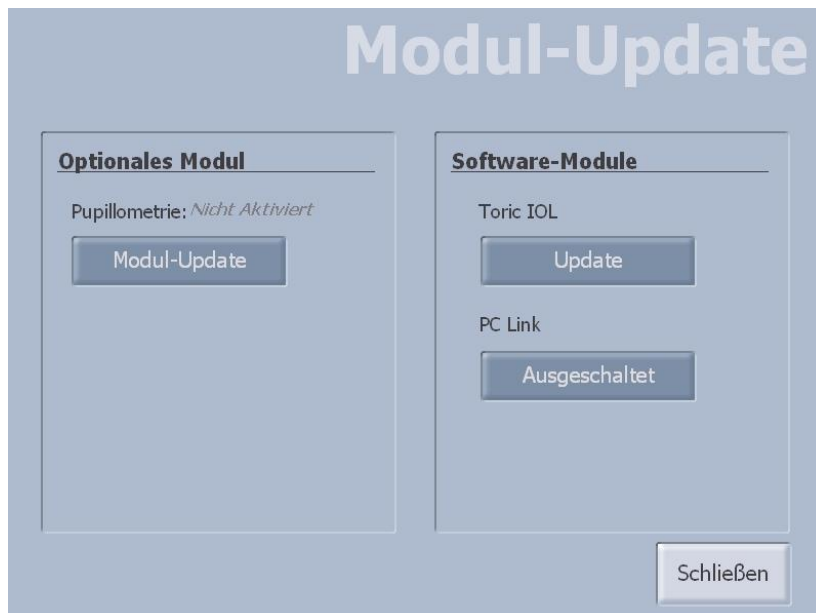 Modul-Update
Optionales Modul
Pupillometrie: Nicht Aktiviert
Modul-Update
Software-Module
Toric IOL
Update
PC Link
Ausgeschaltet
Schließen